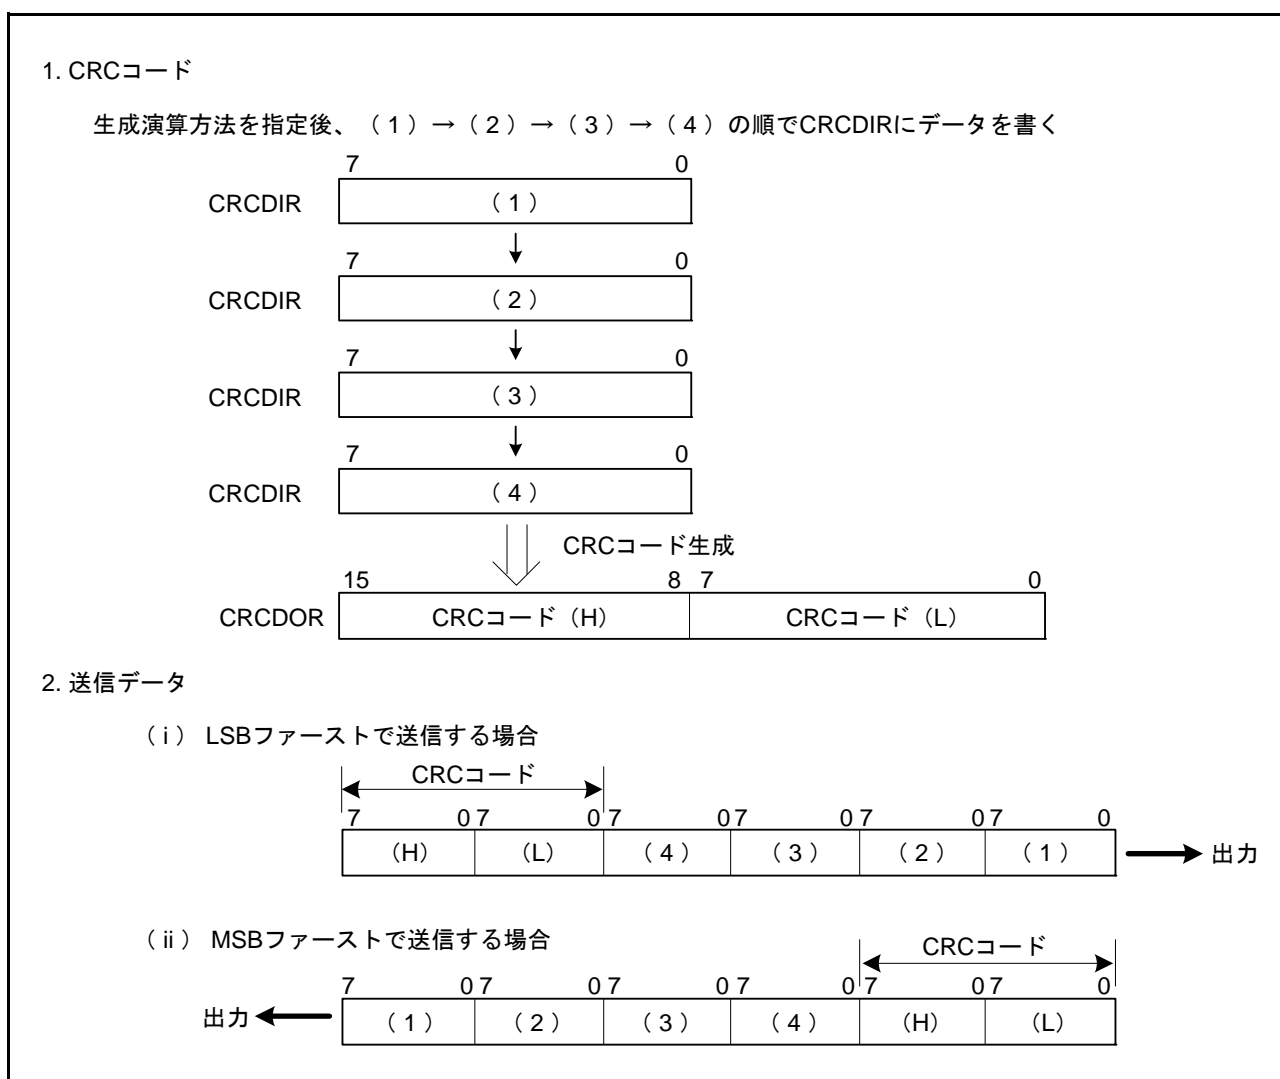 1. CRCコード
生成演算方法を指定後、（1）→（2）→（3）→（4）の順でCRCDIRにデータを書く
7 0
CRCDIR （1）
7 0
CRCDIR （2）
7 0
CRCDIR （3）
7 0
CRCDIR （4）
CRCコード生成
15 8 7 0
CRCDOR CRCコード（H） CRCコード（L）
2. 送信データ
（i） LSBファーストで送信する場合
CRCコード
7 0 7 0 7 0 7 0 7 0 7 0
（H） （L） （4） （3） （2） （1） 出力
（ii） MSBファーストで送信する場合
CRCコード
7 0 7 0 7 0 7 0 7 0 7 0
出力 （1） （2） （3） （4） （H） （L）